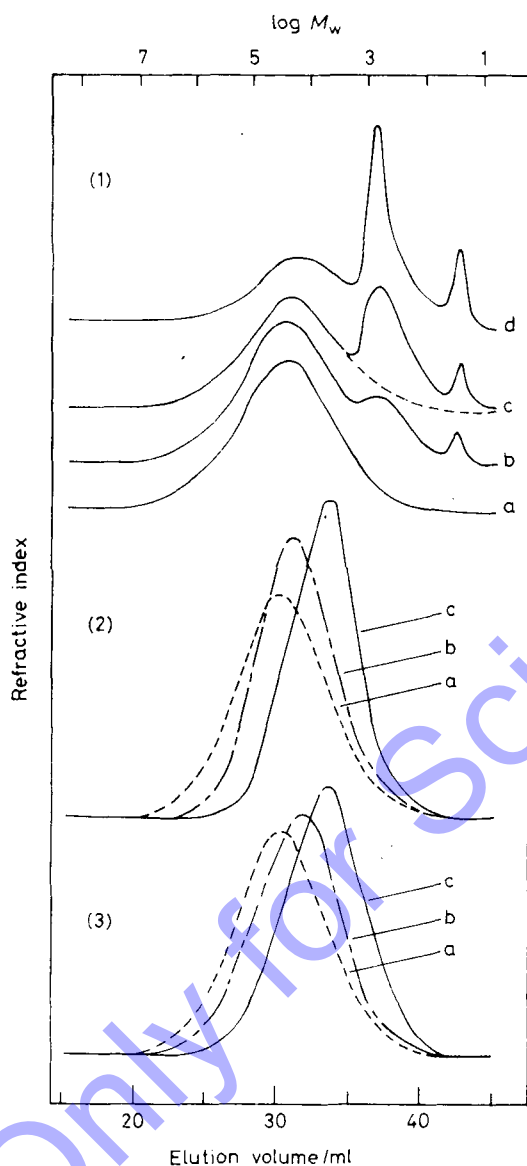 log Mw
7 5 3 1
(1)
d
c
b
a
Refractive index
(2)
c
b
a
(3)
c
b
a
20 30 40
Elution volume/ml
Only for Sci